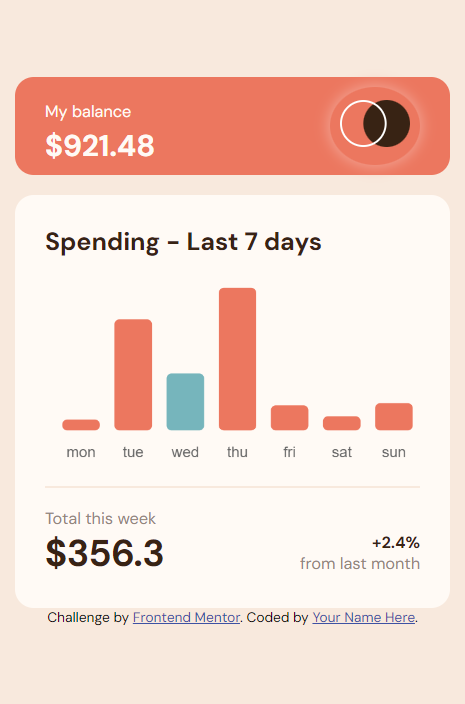 My balance
$921.48
Spending - Last 7 days
mon tue wed thu fri sat sun
Total this week
$356.3
+2.4%
from last month
Challenge by Frontend Mentor. Coded by Your Name Here.